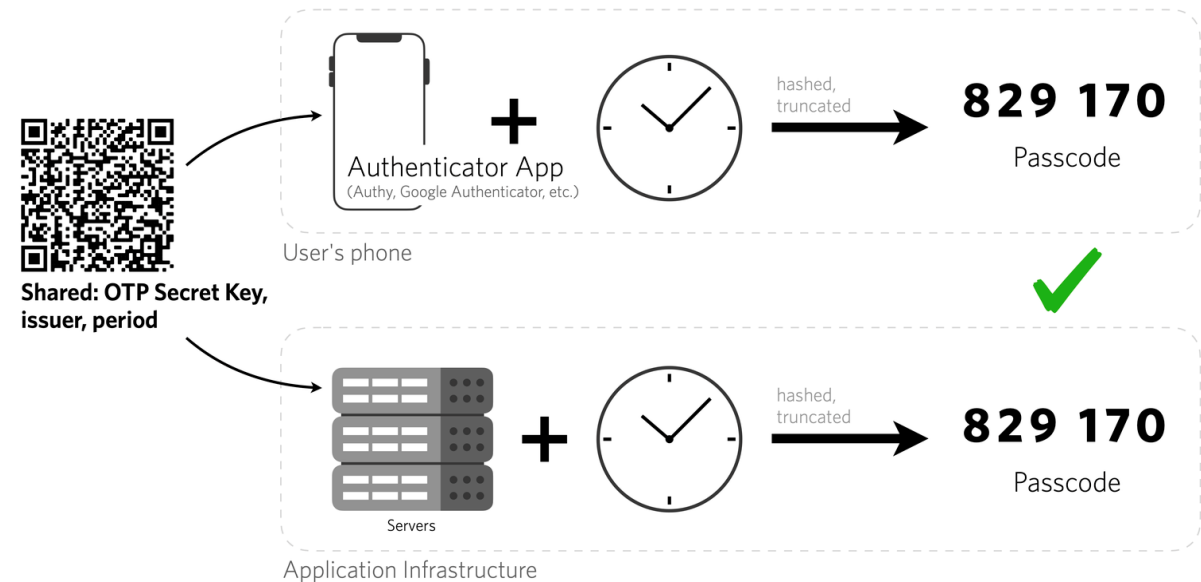 hashed,
truncated
829 170
Passcode
Authenticator App
(Authy, Google Authenticator, etc.)
User's phone
Shared: OTP Secret Key,
issuer, period
hashed,
truncated
829 170
Passcode
Servers
Application Infrastructure